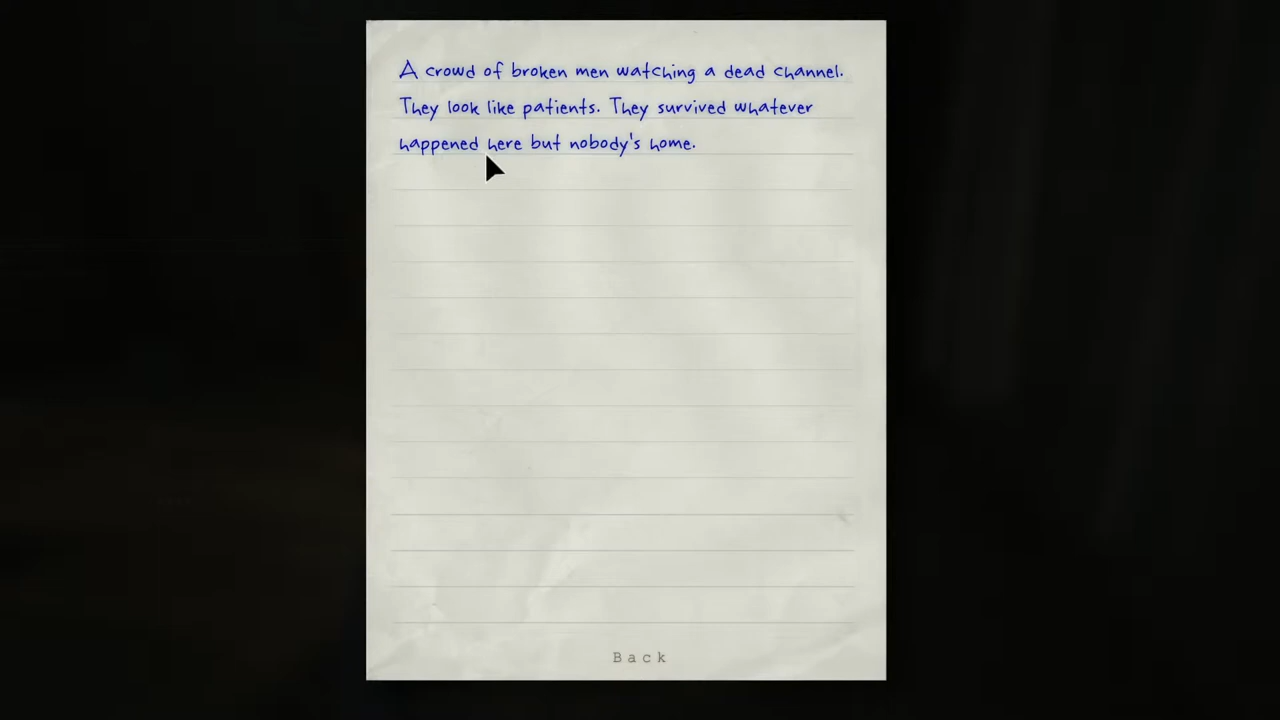 A crowd of broken men watching a dead channel.
They look like patients. They survived whatever
happened here but nobody's home.
Back